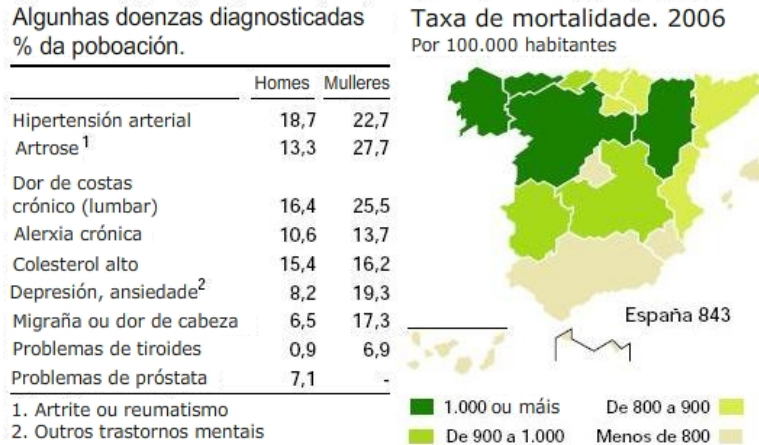 Algunhas doenzas diagnosticadas
% da poboación.
Homes Mulleres
Hipertensión arterial 18,7 22,7
Artrose 1 13,3 27,7
Dor de costas
crónico (lumbar) 16,4 25,5
Alerxia crónica 10,6 13,7
Colesterol alto 15,4 16,2
Depresión, ansiedade 2 8,2 19,3
Migraña ou dor de cabeza 6,5 17,3
Problemas de tiroides 0,9 6,9
Problemas de próstata 7,1 -
1. Artrite ou reumatismo
2. Outros trastornos mentais
Taxa de mortalidade. 2006
Por 100.000 habitantes
España 843
1.000 ou máis De 800 a 900
De 900 a 1.000 Menos de 800